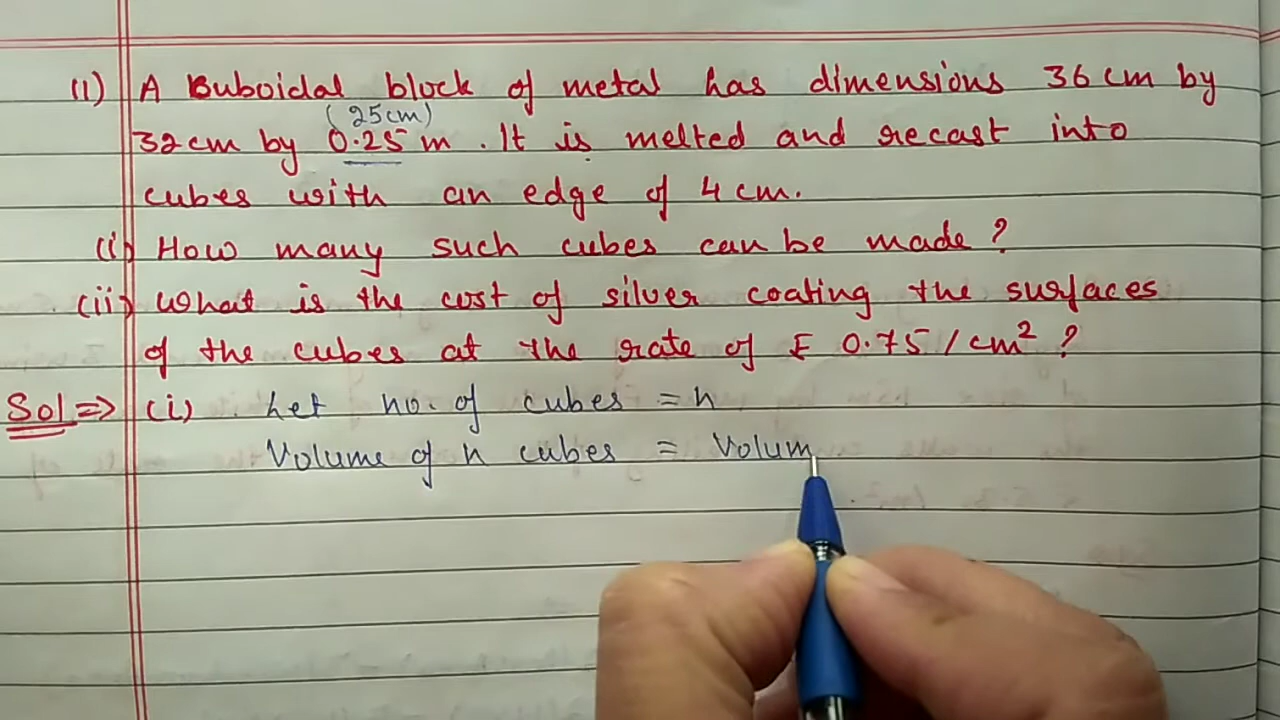 (1) A Buboidal block of metal has dimensions 36 cm by
(25cm)
32 cm by 0.25 m . It is melted and recast into
cubes with an edge of 4 cm.
(i) How many such cubes can be made ?
(ii) What is the cost of silver coating the surfaces
of the cubes at the rate of £ 0.75 / cm² ?
Sol ⇒ (i) Let no. of cubes = n
Volume of n cubes = Volum